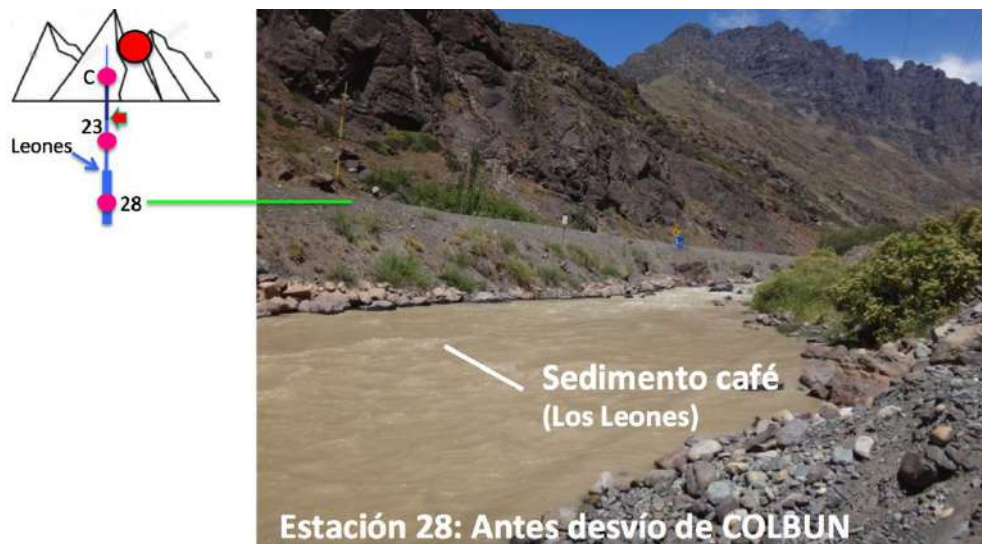 C
23
Leones
28
Sedimento café
(Los Leones)
Estación 28: Antes desvío de COLBUN